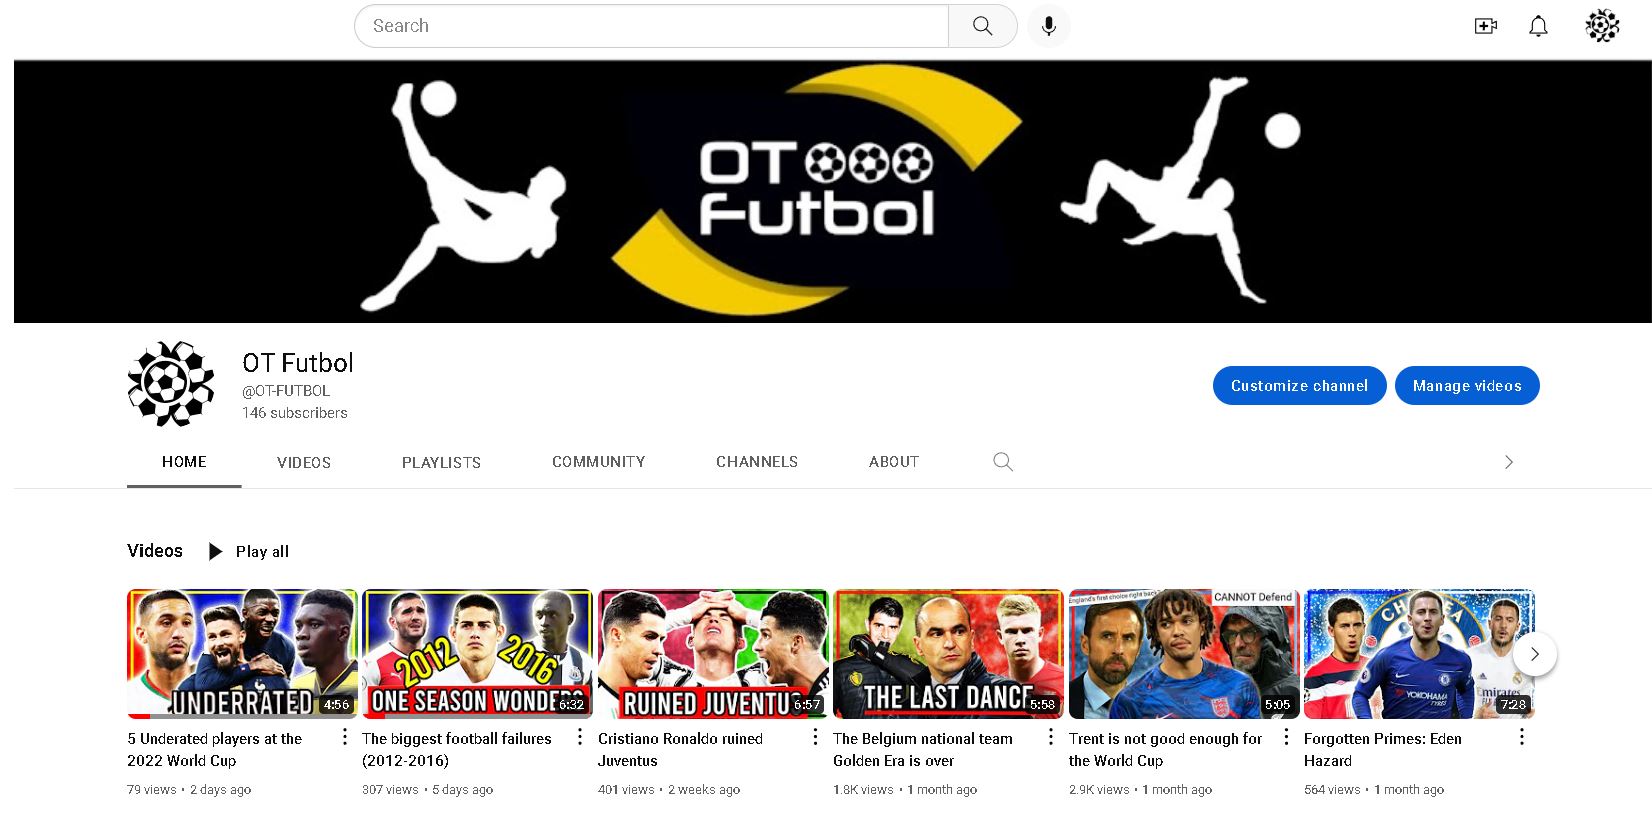 Search
OT
Futbol
OT Futbol
@OT-FUTBOL
146 subscribers
Customize channel
Manage videos
HOME
VIDEOS
PLAYLISTS
COMMUNITY
CHANNELS
ABOUT
Videos
Play all
UNDERRATED
4:56
5 Underated players at the
2022 World Cup
79 views • 2 days ago
2012
2016
ONE SEASON WONDERS
6:32
The biggest football failures
(2012-2016)
307 views • 5 days ago
RUINED JUVENTUS
6:57
Cristiano Ronaldo ruined
Juventus
401 views • 2 weeks ago
THE LAST DANCE
5:58
The Belgium national team
Golden Era is over
1.8K views • 1 month ago
England's first choice right back?
CANNOT Defend
5:05
Trent is not good enough for
the World Cup
2.9K views • 1 month ago
CHELSEA
YOKOHAMA
TYRES
Emirates
7:28
Forgotten Primes: Eden
Hazard
564 views • 1 month ago